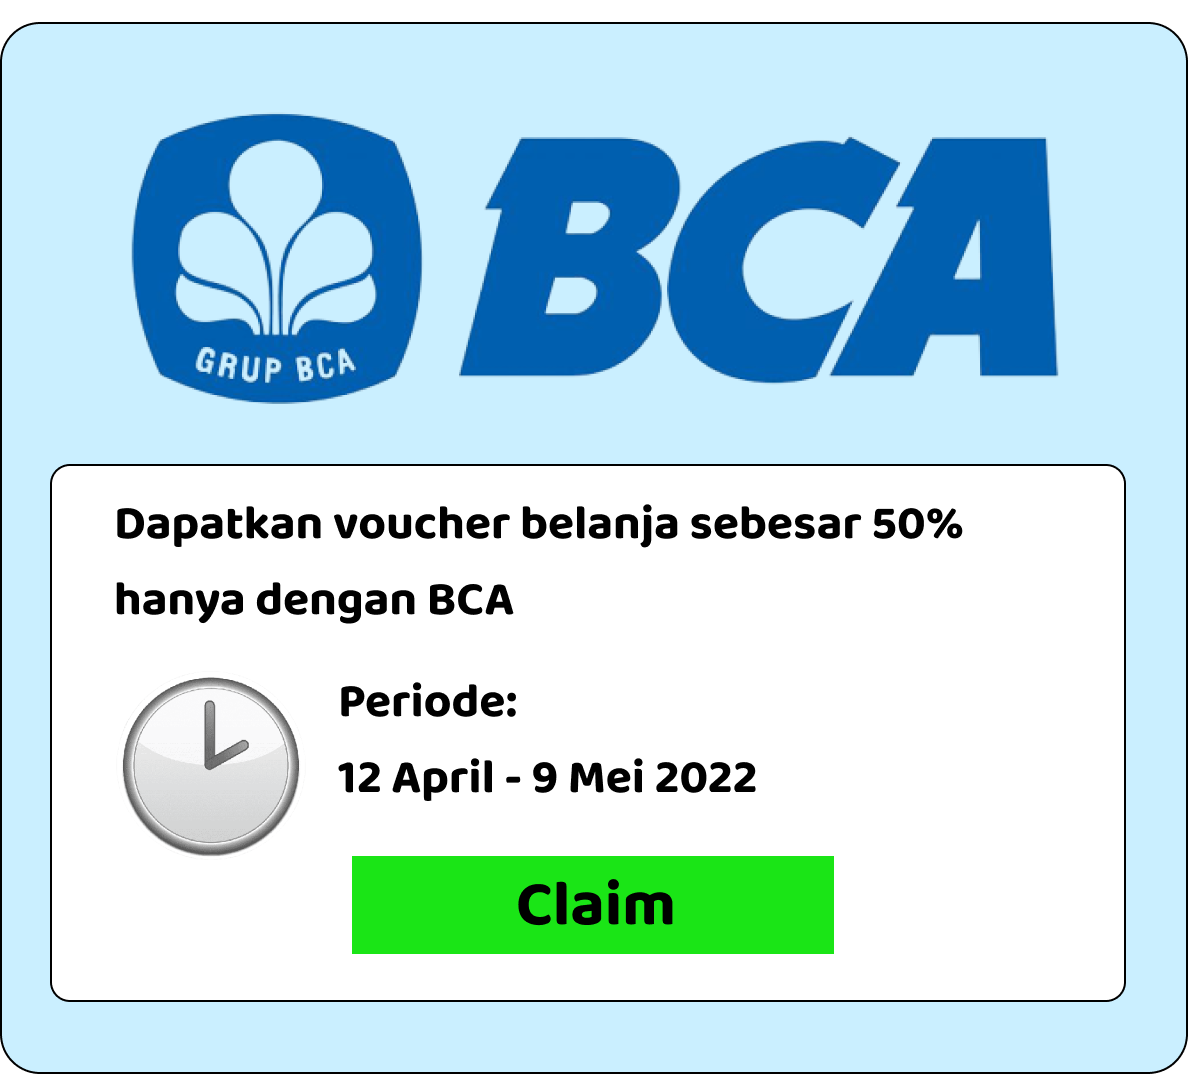 GRUP BCA
BCA
Dapatkan voucher belanja sebesar 50%
hanya dengan BCA
Periode:
12 April - 9 Mei 2022
Claim